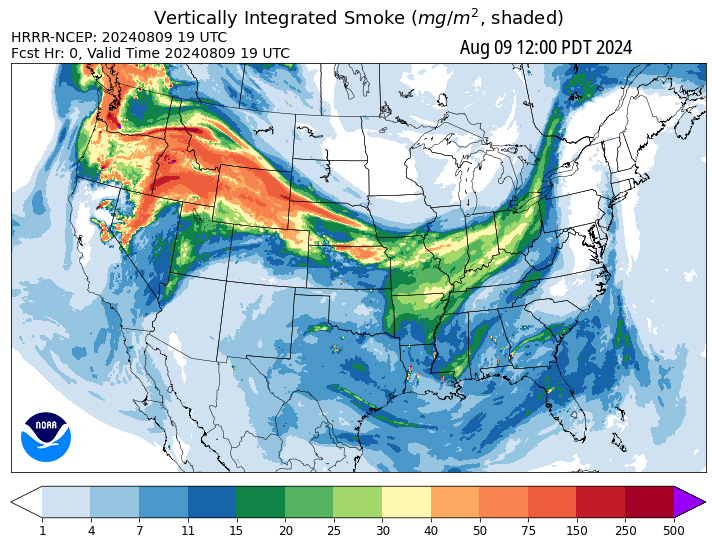 Vertically Integrated Smoke (mg/m², shaded)
HRRR-NCEP: 20240809 19 UTC
Fcst Hr: 0, Valid Time 20240809 19 UTC
Aug 09 12:00 PDT 2024
NOAA
1 4 7 11 15 20 25 30 40 50 75 150 250 500